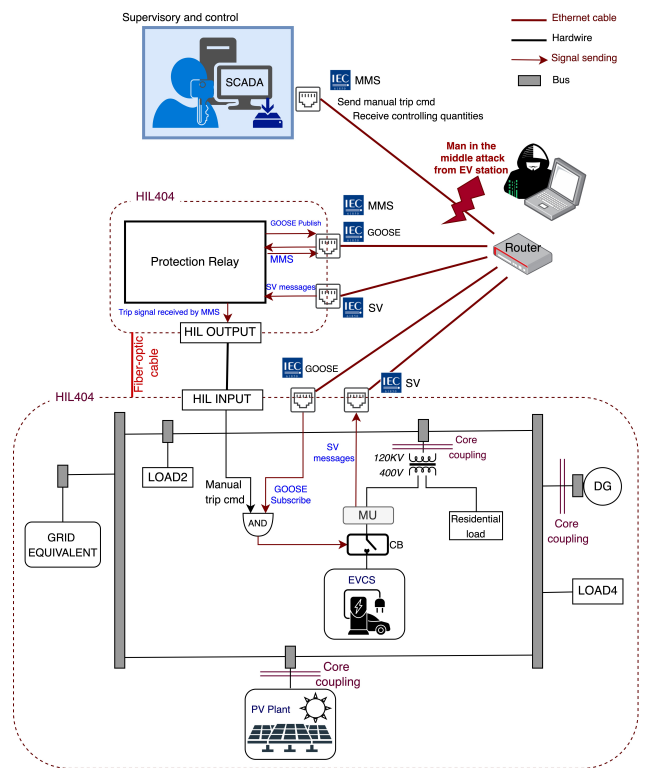 Supervisory and control
Ethernet cable
Hardwire
Signal sending
Bus
SCADA
IEC
MMS
Send manual trip cmd
Receive controlling quantities
Man in the
middle attack
from EV station
HIL404
IEC
MMS
GOOSE Publish
IEC
GOOSE
Router
Protection Relay
MMS
SV messages
IEC
SV
Trip signal received by MMS
HIL OUTPUT
Fiber-optic
cable
IEC
GOOSE
IEC
SV
HIL404
HIL INPUT
LOAD2
SV
messages
120KV
400V
Core
coupling
Manual
trip cmd
GOOSE
Subscribe
AND
MU
Residential
load
DG
Core
coupling
GRID
EQUIVALENT
CB
EVCS
LOAD4
Core
coupling
PV Plant